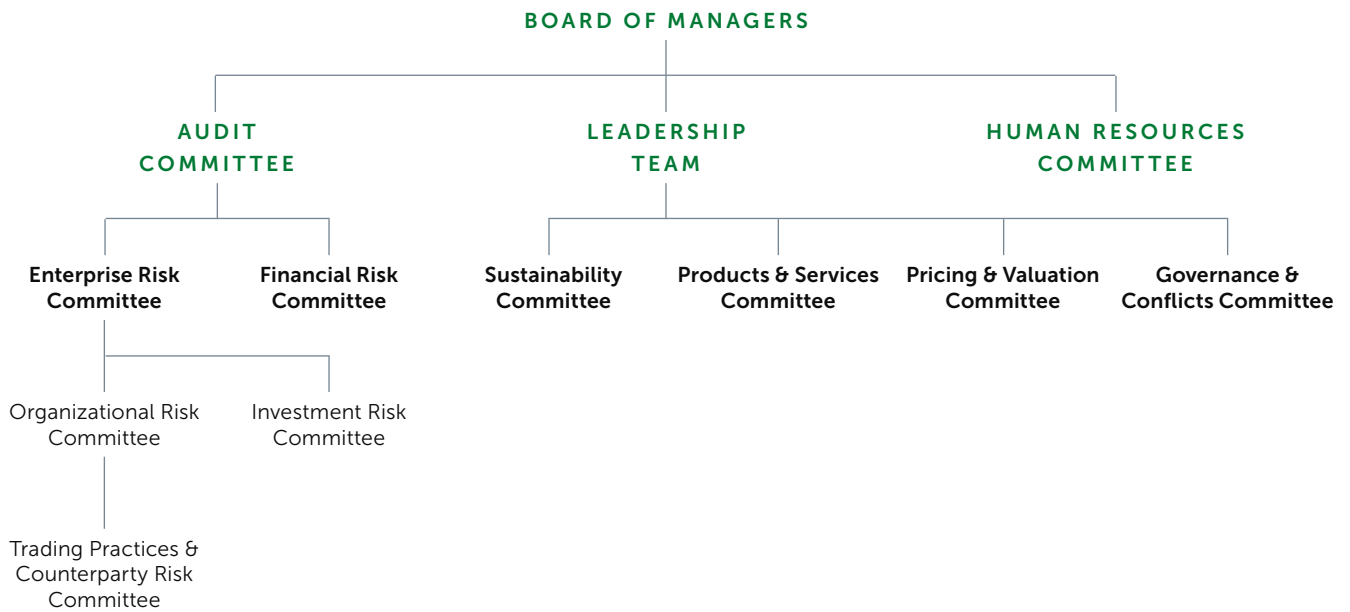 BOARD OF MANAGERS
AUDIT
COMMITTEE
LEADERSHIP
TEAM
HUMAN RESOURCES
COMMITTEE
Enterprise Risk
Committee
Financial Risk
Committee
Sustainability
Committee
Products & Services
Committee
Pricing & Valuation
Committee
Governance &
Conflicts Committee
Organizational Risk
Committee
Investment Risk
Committee
Trading Practices &
Counterparty Risk
Committee